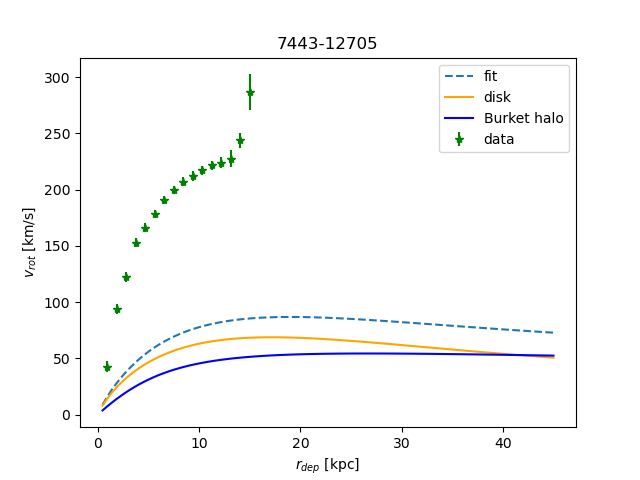 7443-12705
300
250
200
150
100
50
0
v_rot [km/s]
fit
disk
Burket halo
data
0 10 20 30 40
r_dep [kpc]